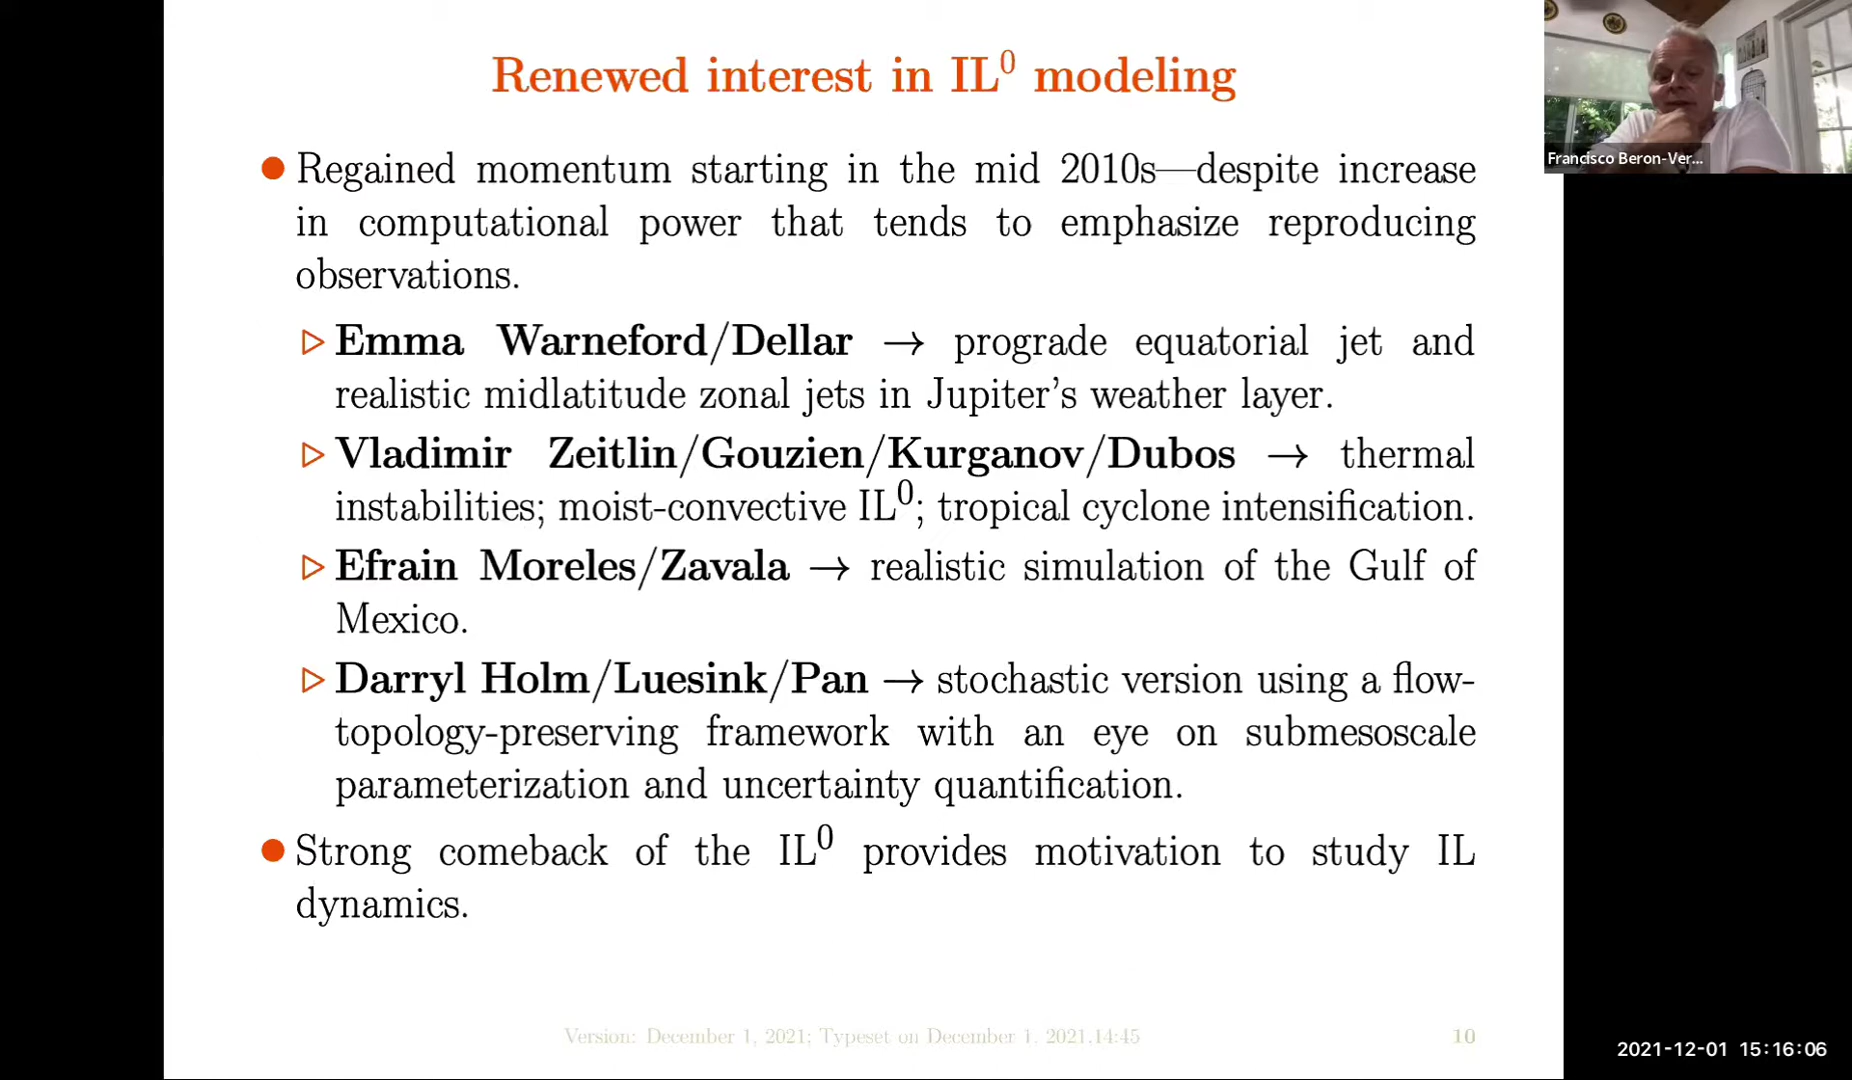 Renewed interest in IL⁰ modeling
Francisco Beron-Ver...
● Regained momentum starting in the mid 2010s—despite increase
in computational power that tends to emphasize reproducing
observations.
▷ Emma Warneford/Dellar → prograde equatorial jet and
realistic midlatitude zonal jets in Jupiter's weather layer.
▷ Vladimir Zeitlin/Gouzien/Kurganov/Dubos → thermal
instabilities; moist-convective IL⁰; tropical cyclone intensification.
▷ Efrain Moreles/Zavala → realistic simulation of the Gulf of
Mexico.
▷ Darryl Holm/Luesink/Pan → stochastic version using a flow-
topology-preserving framework with an eye on submesoscale
parameterization and uncertainty quantification.
● Strong comeback of the IL⁰ provides motivation to study IL
dynamics.
Version: December 1, 2021; Typeset on December 1, 2021,14:45
10
2021-12-01 15:16:06